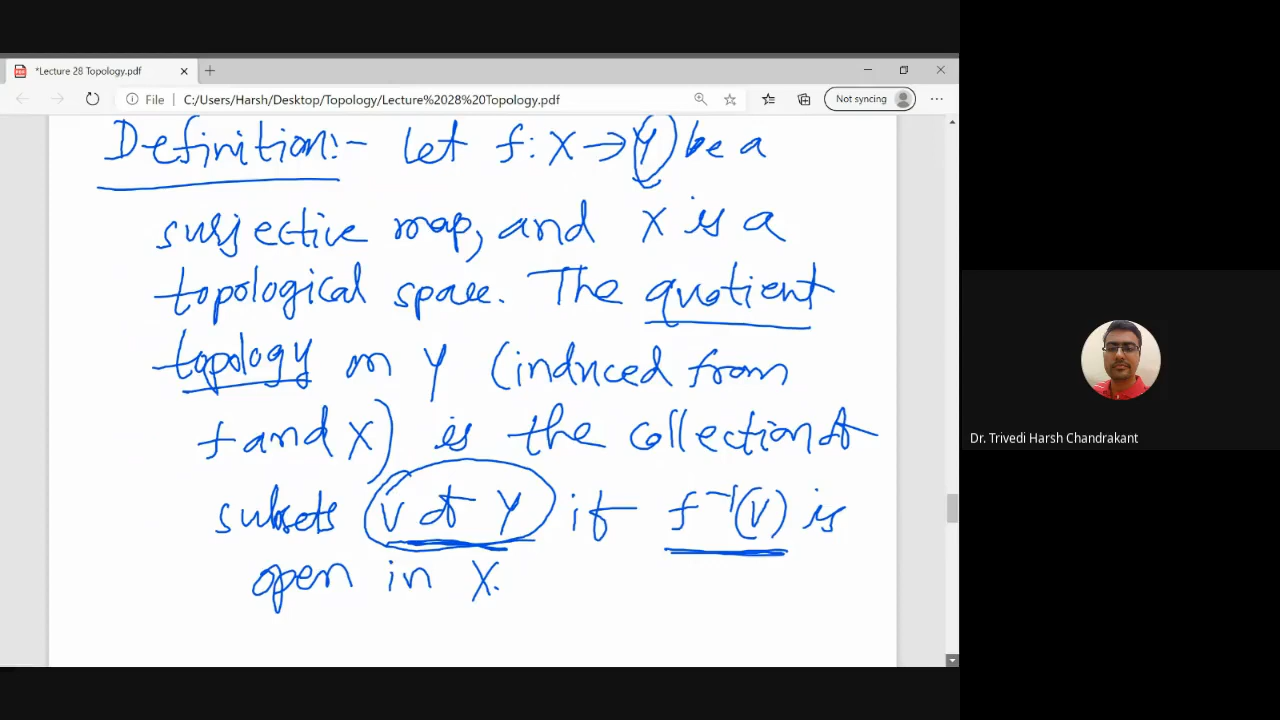 *Lecture 28 Topology.pdf
File | C:/Users/Harsh/Desktop/Topology/Lecture%2028%20Topology.pdf
Not syncing
Definition:- Let f: X → Y be a
surjective map, and X is a
topological space. The quotient
topology on Y (induced from
f and X) is the collection of
subsets V of Y if f⁻¹(V) is
open in X.
Dr. Trivedi Harsh Chandrakant